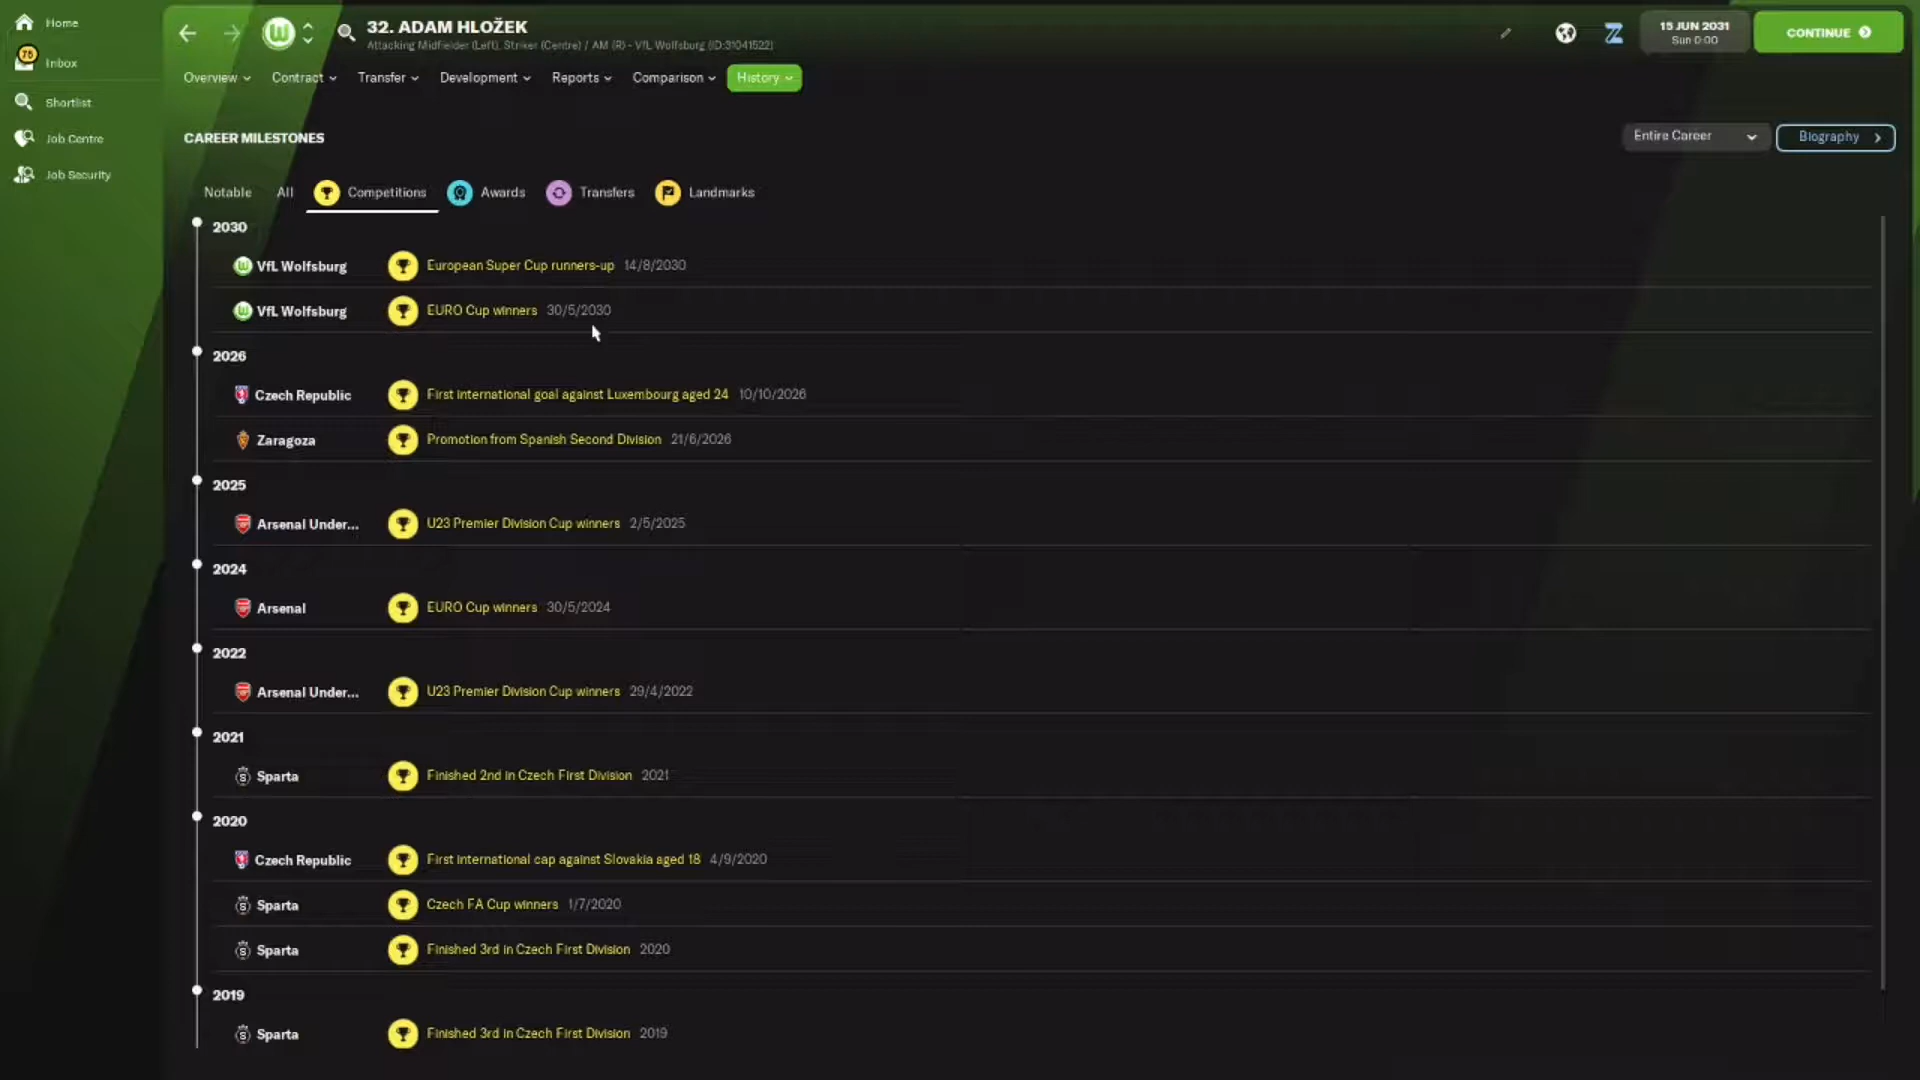 Home
75
Inbox
Shortlist
Job Centre
Job Security
32. ADAM HLOŽEK
Attacking Midfielder (Left), Striker (Centre) / AM (R) - VfL Wolfsburg (ID:31041522)
15 JUN 2031
Sun 0:00
CONTINUE
Overview
Contract
Transfer
Development
Reports
Comparison
History
CAREER MILESTONES
Entire Career
Biography
Notable
All
Competitions
Awards
Transfers
Landmarks
2030
VfL Wolfsburg European Super Cup runners-up 14/8/2030
VfL Wolfsburg EURO Cup winners 30/5/2030
2026
Czech Republic First international goal against Luxembourg aged 24 10/10/2026
Zaragoza Promotion from Spanish Second Division 21/6/2026
2025
Arsenal Under... U23 Premier Division Cup winners 2/5/2025
2024
Arsenal EURO Cup winners 30/5/2024
2022
Arsenal Under... U23 Premier Division Cup winners 29/4/2022
2021
Sparta Finished 2nd in Czech First Division 2021
2020
Czech Republic First international cap against Slovakia aged 18 4/9/2020
Sparta Czech FA Cup winners 1/7/2020
Sparta Finished 3rd in Czech First Division 2020
2019
Sparta Finished 3rd in Czech First Division 2019